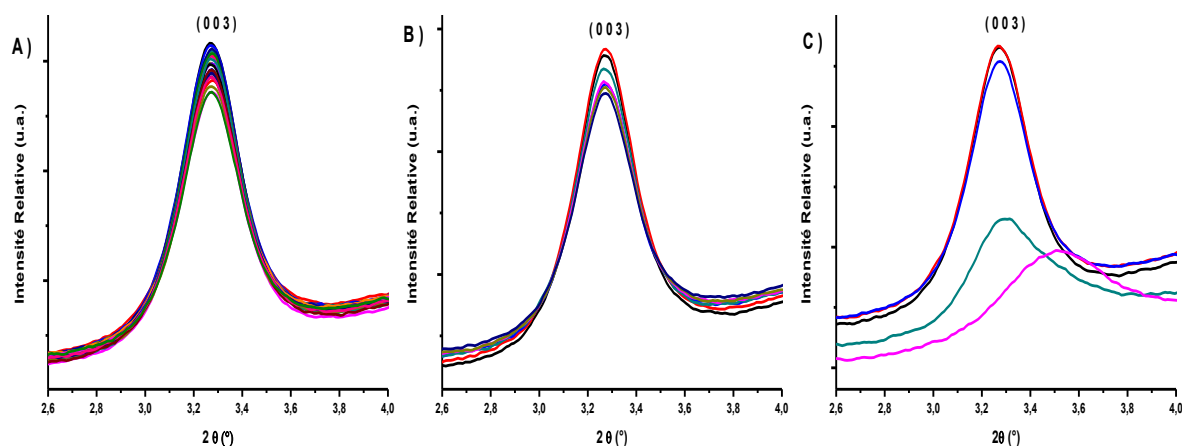 A)
(003)
Intensité Relative (u.a.)
2,6 2,8 3,0 3,2 3,4 3,6 3,8 4,0
2θ(°)
B)
(003)
Intensité Relative (u.a.)
2,6 2,8 3,0 3,2 3,4 3,6 3,8 4,0
2θ(°)
C)
(003)
Intensité Relative (u.a.)
2,6 2,8 3,0 3,2 3,4 3,6 3,8 4,0
2θ(°)